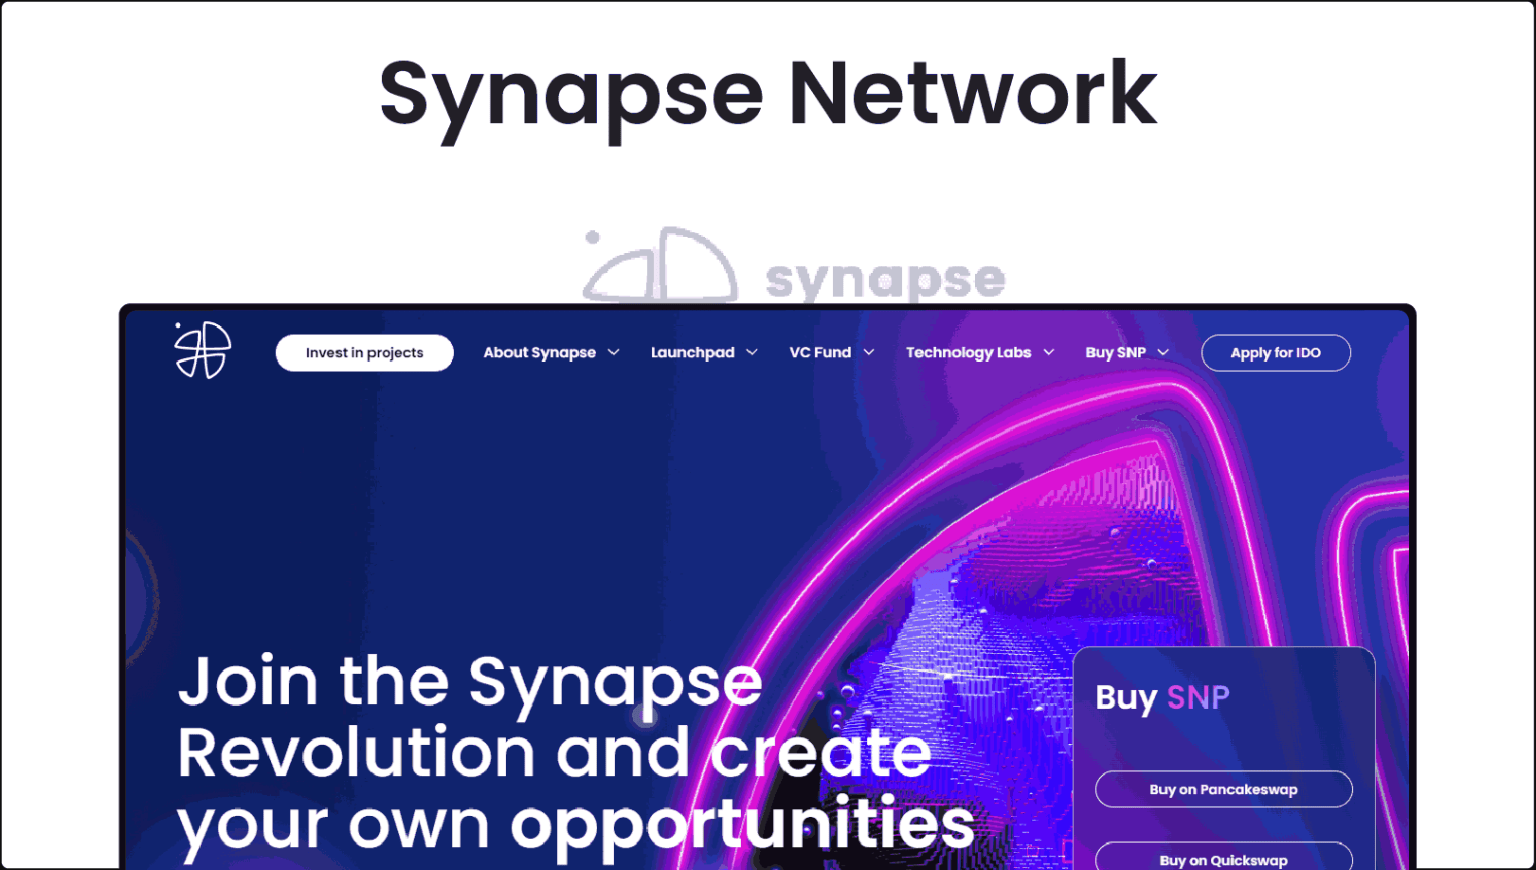 Synapse Network
synapse
Invest in projects
About Synapse
Launchpad
VC Fund
Technology Labs
Buy SNP
Apply for IDO
Join the Synapse
Revolution and create
your own opportunities
Buy SNP
Buy on Pancakeswap
Buy on Quickswap